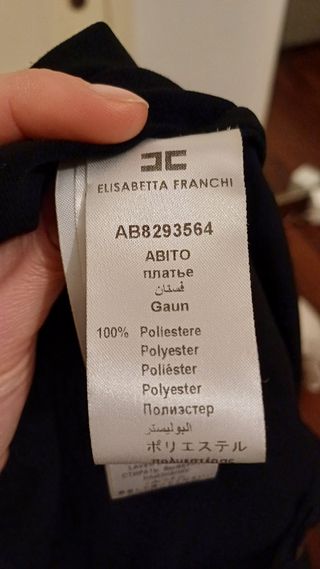 ELISABETTA FRANCHI
AB8293564
ABITO
платье
فستان
Gaun
100% Poliestere
Polyester
Poliéster
Polyester
Полиэстер
البوليستر
ポリエステル